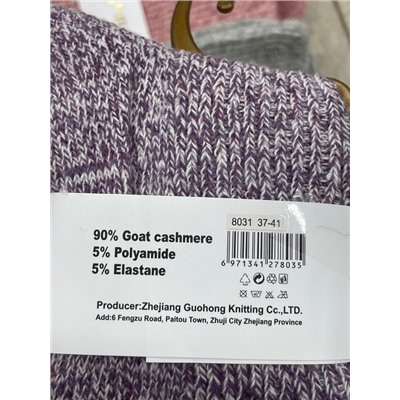 8031 37-41
90% Goat cashmere
5% Polyamide
5% Elastane
6 971341 278035
Producer:Zhejiang Guohong Knitting Cc.,LTD.
Add:6 Fengzu Road, Paitou Town, Zhuji City Zhejiang Province